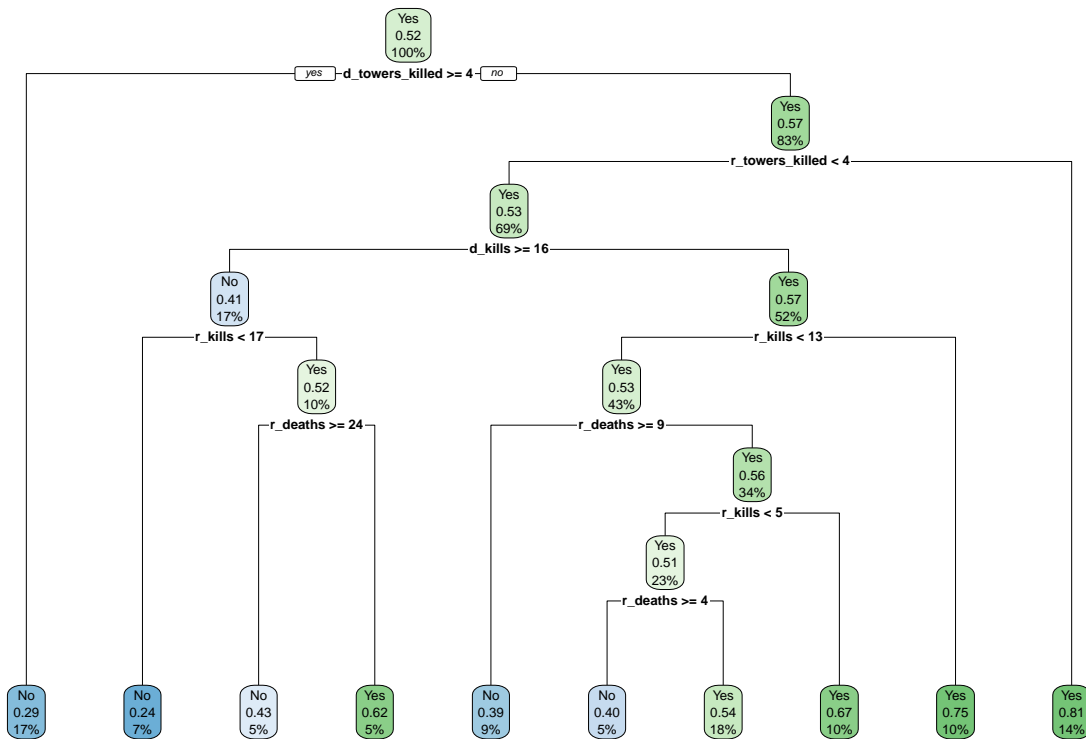 Yes
0.52
100%
yes d_towers_killed >= 4 no
Yes
0.57
83%
r_towers_killed < 4
Yes
0.53
69%
d_kills >= 16
No
0.41
17%
Yes
0.57
52%
r_kills < 17
r_kills < 13
Yes
0.52
10%
Yes
0.53
43%
r_deaths >= 24
r_deaths >= 9
Yes
0.56
34%
r_kills < 5
Yes
0.51
23%
r_deaths >= 4
No
0.29
17%
No
0.24
7%
No
0.43
5%
Yes
0.62
5%
No
0.39
9%
No
0.40
5%
Yes
0.54
18%
Yes
0.67
10%
Yes
0.75
10%
Yes
0.81
14%